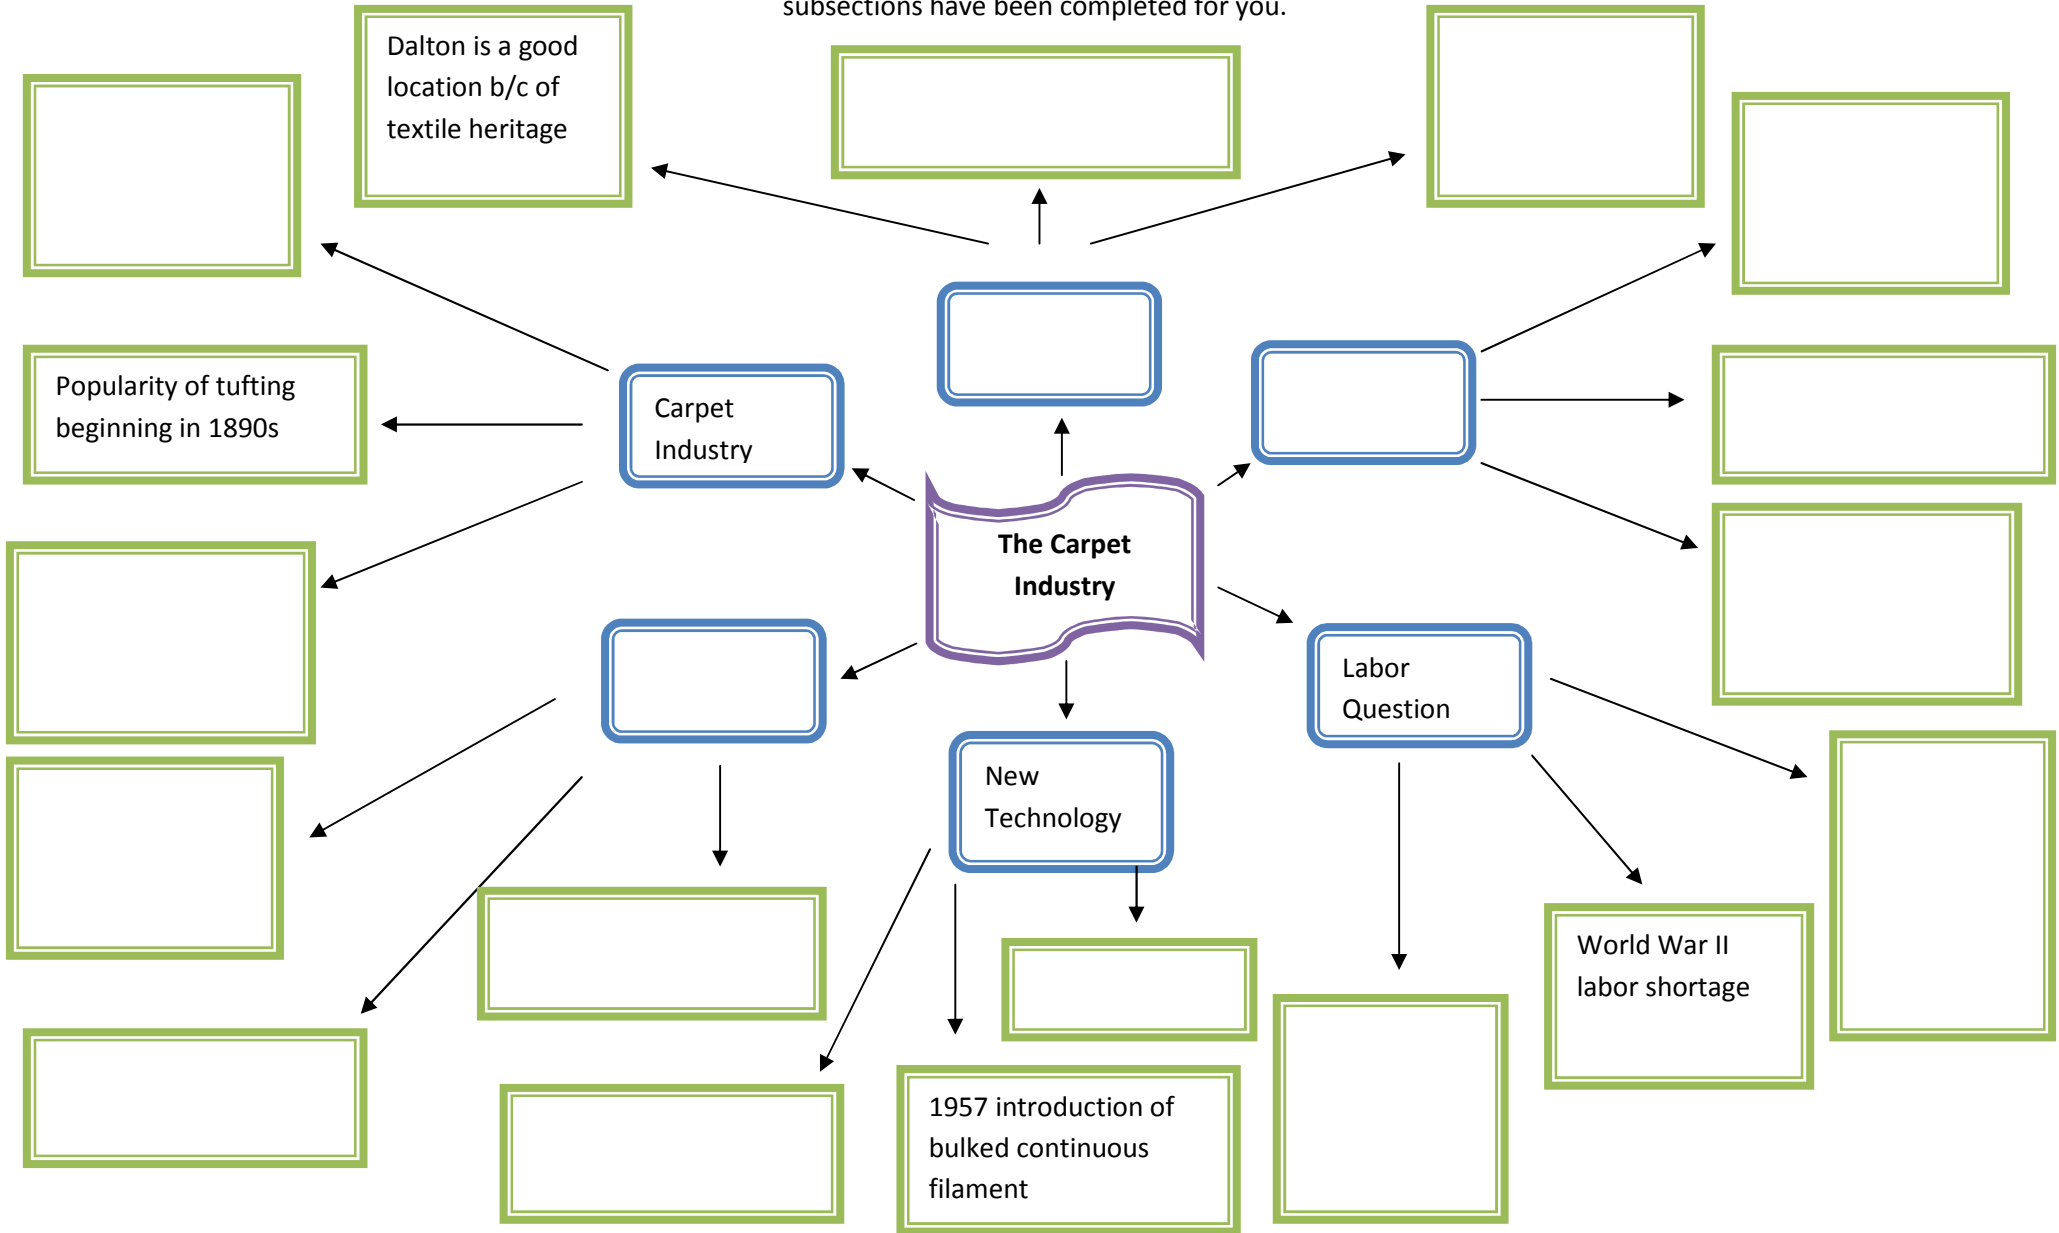 subsections have been completed for you.
Dalton is a good
location b/c of
textile heritage
Popularity of tufting
beginning in 1890s
Carpet
Industry
The Carpet
Industry
Labor
Question
New
Technology
World War II
labor shortage
1957 introduction of
bulked continuous
filament